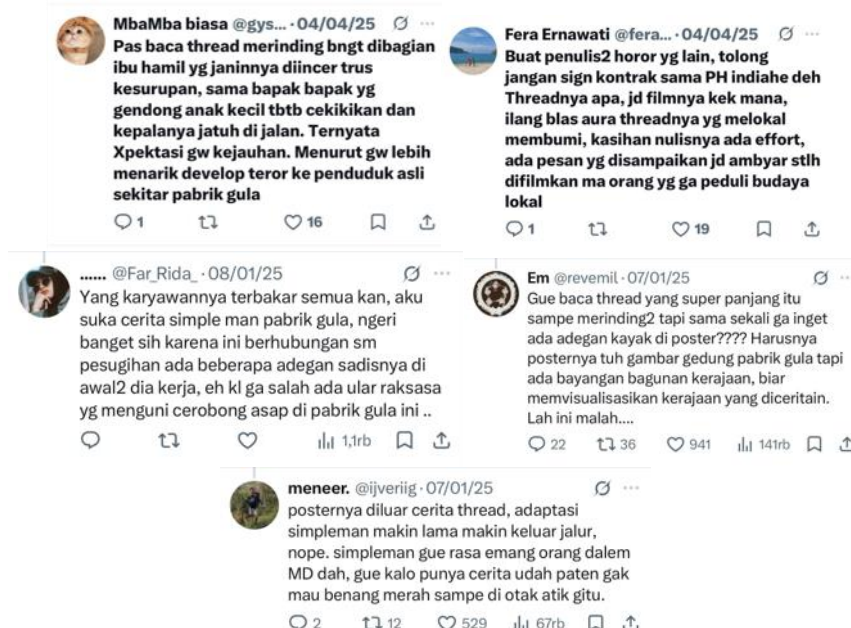 MbaMba biasa @gys... · 04/04/25
Pas baca thread merinding bngt dibagian
ibu hamil yg janinnya diincer trus
kesurupan, sama bapak bapak yg
gendong anak kecil tbtb cekikikan dan
kepalanya jatuh di jalan. Ternyata
Xpektasi gw kejauhan. Menurut gw lebih
menarik develop teror ke penduduk asli
sekitar pabrik gula
1 16
Fera Ernawati @fera... · 04/04/25
Buat penulis2 horor yg lain, tolong
jangan sign kontrak sama PH indiahe deh
Threadnya apa, jd filmnya kek mana,
ilang blas aura threadnya yg melokal
membumi, kasihan nulisnya ada effort,
ada pesan yg disampaikan jd ambyar stlh
difilmkan ma orang yg ga peduli budaya
lokal
1 19
...... @Far_Rida_ · 08/01/25
Yang karyawannya terbakar semua kan, aku
suka cerita simple man pabrik gula, ngeri
banget sih karena ini berhubungan sm
pesugihan ada beberapa adegan sadisnya di
awal2 dia kerja, eh kl ga salah ada ular raksasa
yg menguni cerobong asap di pabrik gula ini ..
1,1rb
Em @revemil · 07/01/25
Gue baca thread yang super panjang itu
sampe merinding2 tapi sama sekali ga inget
ada adegan kayak di poster???? Harusnya
posternya tuh gambar gedung pabrik gula tapi
ada bayangan bagunan kerajaan, biar
memvisualisasikan kerajaan yang diceritain.
Lah ini malah....
22 36 941 141rb
meneer. @ijveriig · 07/01/25
posternya diluar cerita thread, adaptasi
simpleman makin lama makin keluar jalur,
nope. simpleman gue rasa emang orang dalem
MD dah, gue kalo punya cerita udah paten gak
mau benang merah sampe di otak atik gitu.
2 12 529 67rb